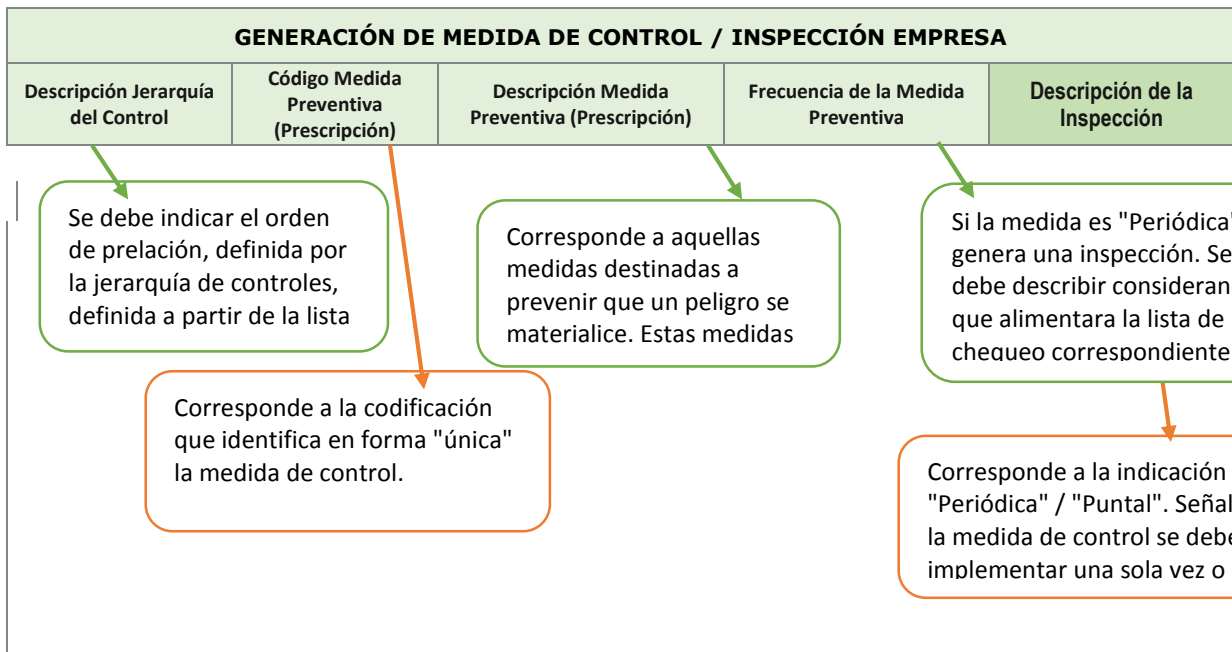 GENERACIÓN DE MEDIDA DE CONTROL / INSPECCIÓN EMPRESA
Descripción Jerarquía
del Control
Código Medida
Preventiva
(Prescripción)
Descripción Medida
Preventiva (Prescripción)
Frecuencia de la Medida
Preventiva
Descripción de la
Inspección
Se debe indicar el orden
de prelación, definida por
la jerarquía de controles,
definida a partir de la lista
Corresponde a aquellas
medidas destinadas a
prevenir que un peligro se
materialice. Estas medidas
Si la medida es "Periódica"
genera una inspección. Se
debe describir consideran
que alimentara la lista de
chequeo correspondiente
Corresponde a la codificación
que identifica en forma "única"
la medida de control.
Corresponde a la indicación
"Periódica" / "Puntal". Señal
la medida de control se debe
implementar una sola vez o